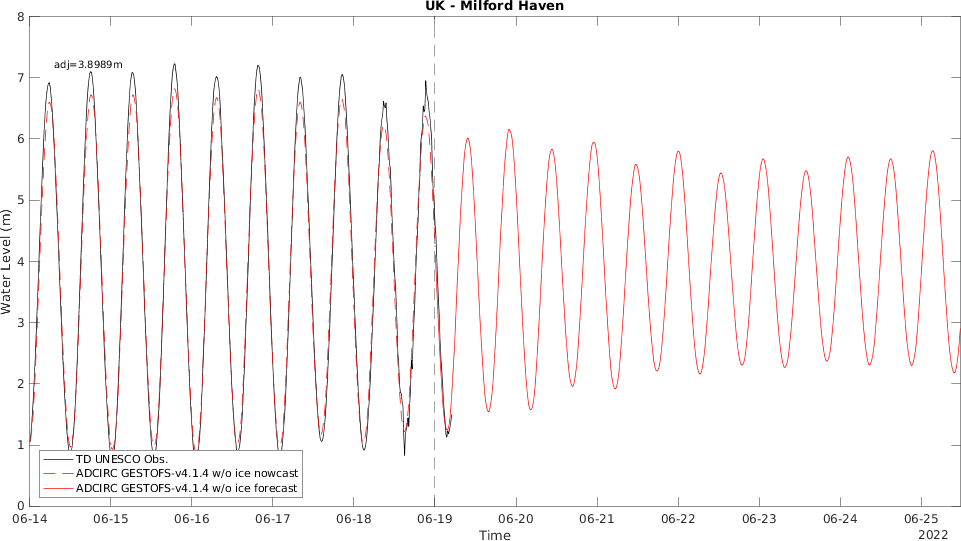 UK - Milford Haven
adj=3.8989m
8
7
6
5
4
3
2
1
0
Water Level (m)
TD UNESCO Obs.
ADCIRC GESTOFS-v4.1.4 w/o ice nowcast
ADCIRC GESTOFS-v4.1.4 w/o ice forecast
06-14 06-15 06-16 06-17 06-18 06-19 06-20 06-21 06-22 06-23 06-24 06-25
Time
2022